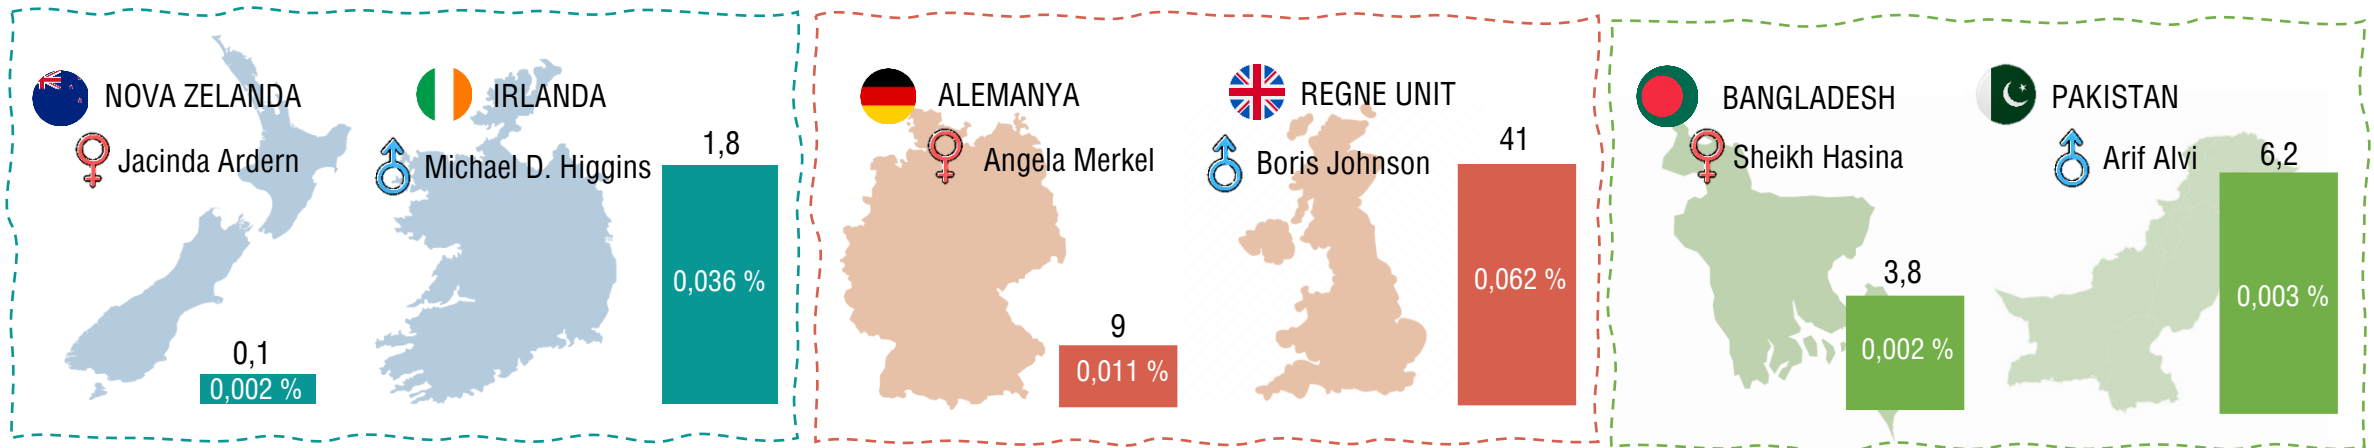 NOVA ZELANDA
Jacinda Ardern
0,1
0,002 %
IRLANDA
Michael D. Higgins
1,8
0,036 %
ALEMANYA
Angela Merkel
9
0,011 %
REGNE UNIT
Boris Johnson
41
0,062 %
BANGLADESH
Sheikh Hasina
3,8
0,002 %
PAKISTAN
Arif Alvi
6,2
0,003 %